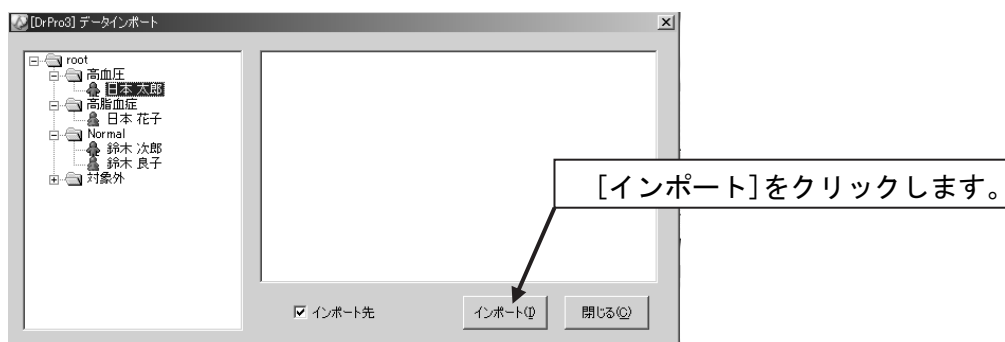 [DrPro3] データインポート
root
高血圧
日本 太郎
高脂血症
日本 花子
Normal
鈴木 次郎
鈴木 良子
対象外
[インポート]をクリックします。
インポート先
インポート(I)
閉じる(C)